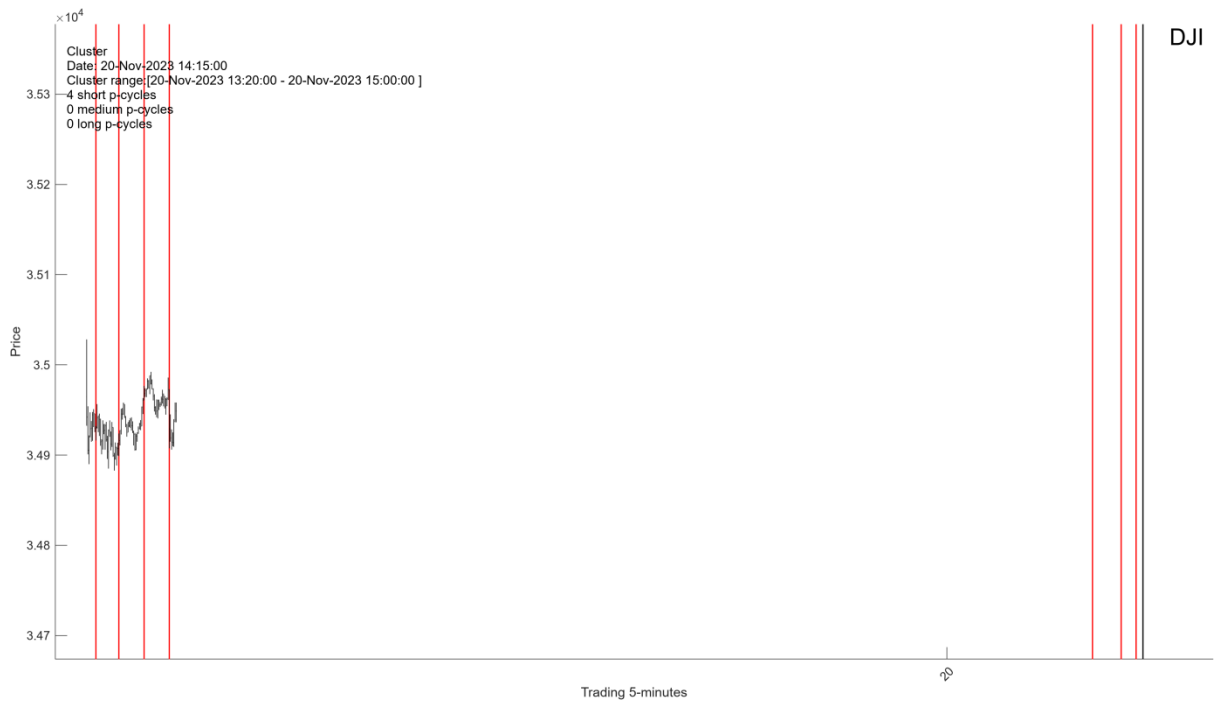 ×10⁴
DJI
Cluster
Date: 20-Nov-2023 14:15:00
Cluster range:[20-Nov-2023 13:20:00 - 20-Nov-2023 15:00:00 ]
4 short p-cycles
0 medium p-cycles
0 long p-cycles
3.53
3.52
3.51
3.5
3.49
3.48
3.47
Price
20
Trading 5-minutes